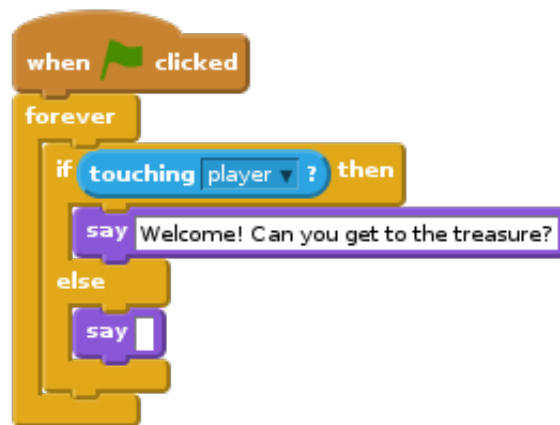 when clicked
forever
if touching player ? then
say Welcome! Can you get to the treasure?
else
say